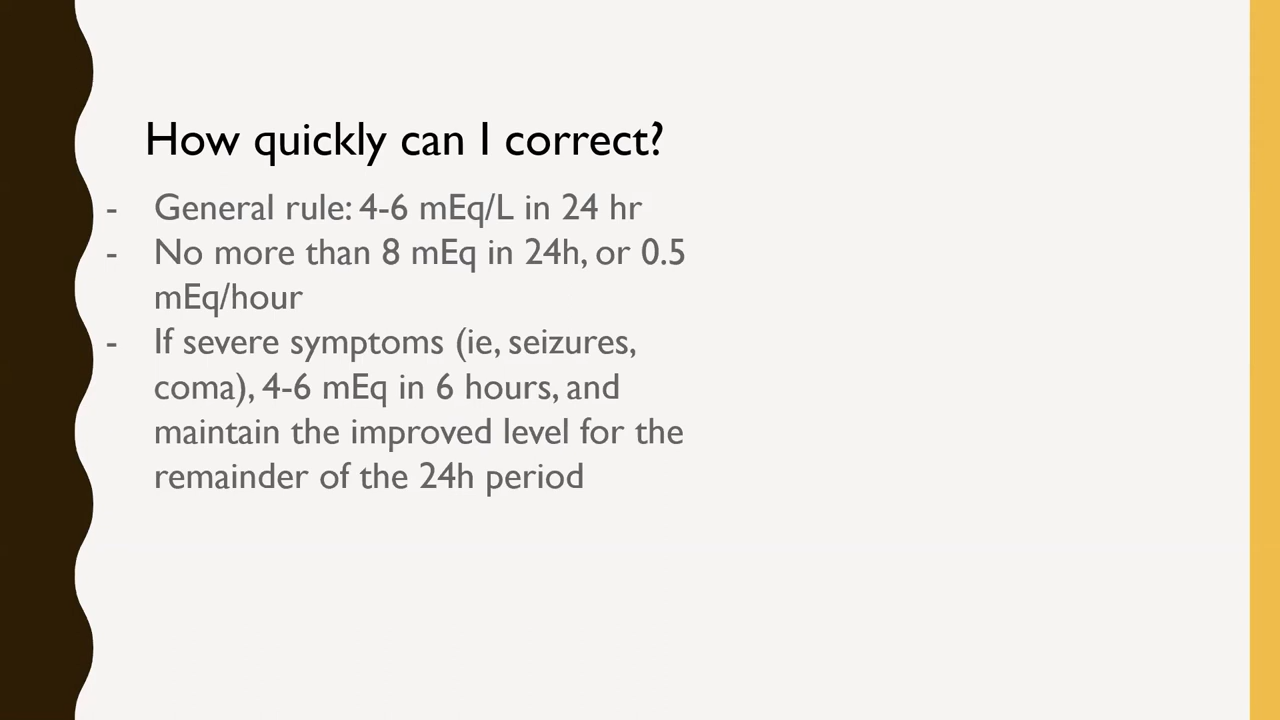 How quickly can I correct?
- General rule: 4-6 mEq/L in 24 hr
- No more than 8 mEq in 24h, or 0.5
mEq/hour
- If severe symptoms (ie, seizures,
coma), 4-6 mEq in 6 hours, and
maintain the improved level for the
remainder of the 24h period